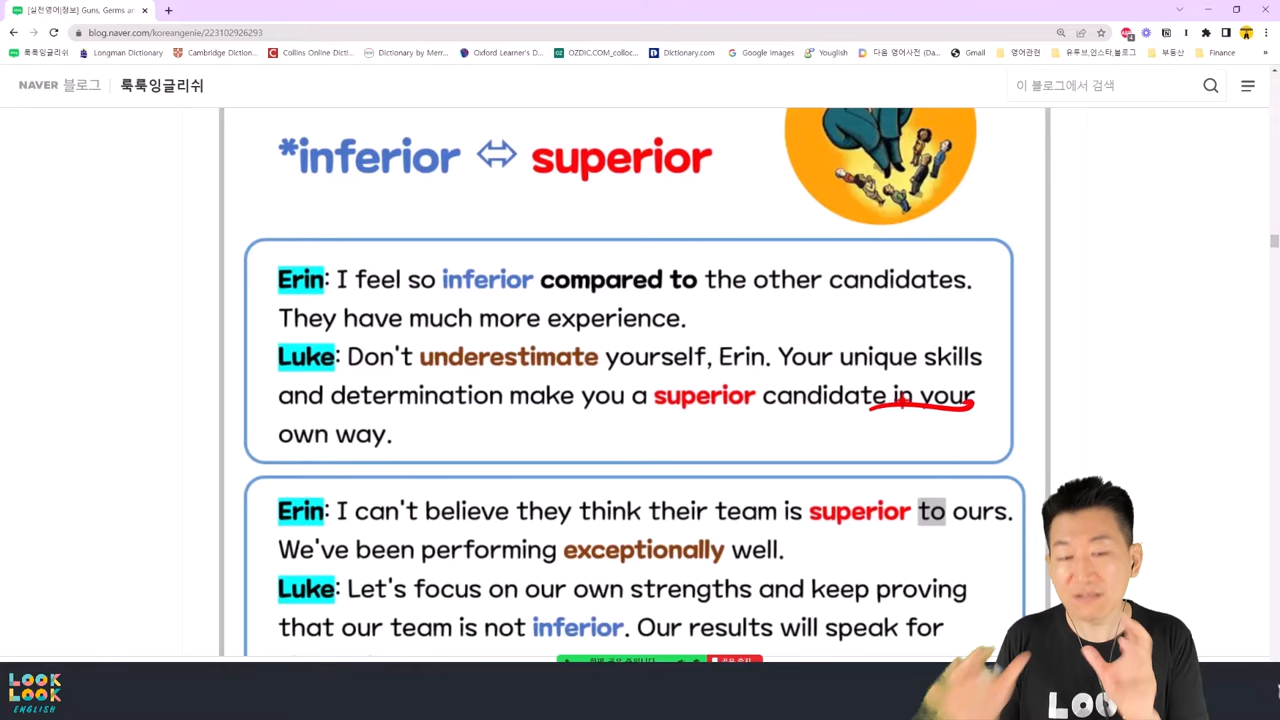 [실전영어|정보] Guns, Germs an
blog.naver.com/koreangenie/223102926293
룩룩잉글리쉬
Longman Dictionary
Cambridge Diction...
Collins Online Dicti...
Dictionary by Merr...
Oxford Learner's D...
OZDIC.COM_colloc...
Dictionary.com
Google Images
Youglish
다음 영어사전 (Da...
Gmail
영어관련
유투브,인스타,블로그
부동산
Finance
NAVER 블로그
룩룩잉글리쉬
이 블로그에서 검색
*inferior ⇔ superior
Erin: I feel so inferior compared to the other candidates.
They have much more experience.
Luke: Don't underestimate yourself, Erin. Your unique skills
and determination make you a superior candidate in your
own way.
Erin: I can't believe they think their team is superior to ours.
We've been performing exceptionally well.
Luke: Let's focus on our own strengths and keep proving
that our team is not inferior. Our results will speak for
LOOK
LOOK
ENGLISH